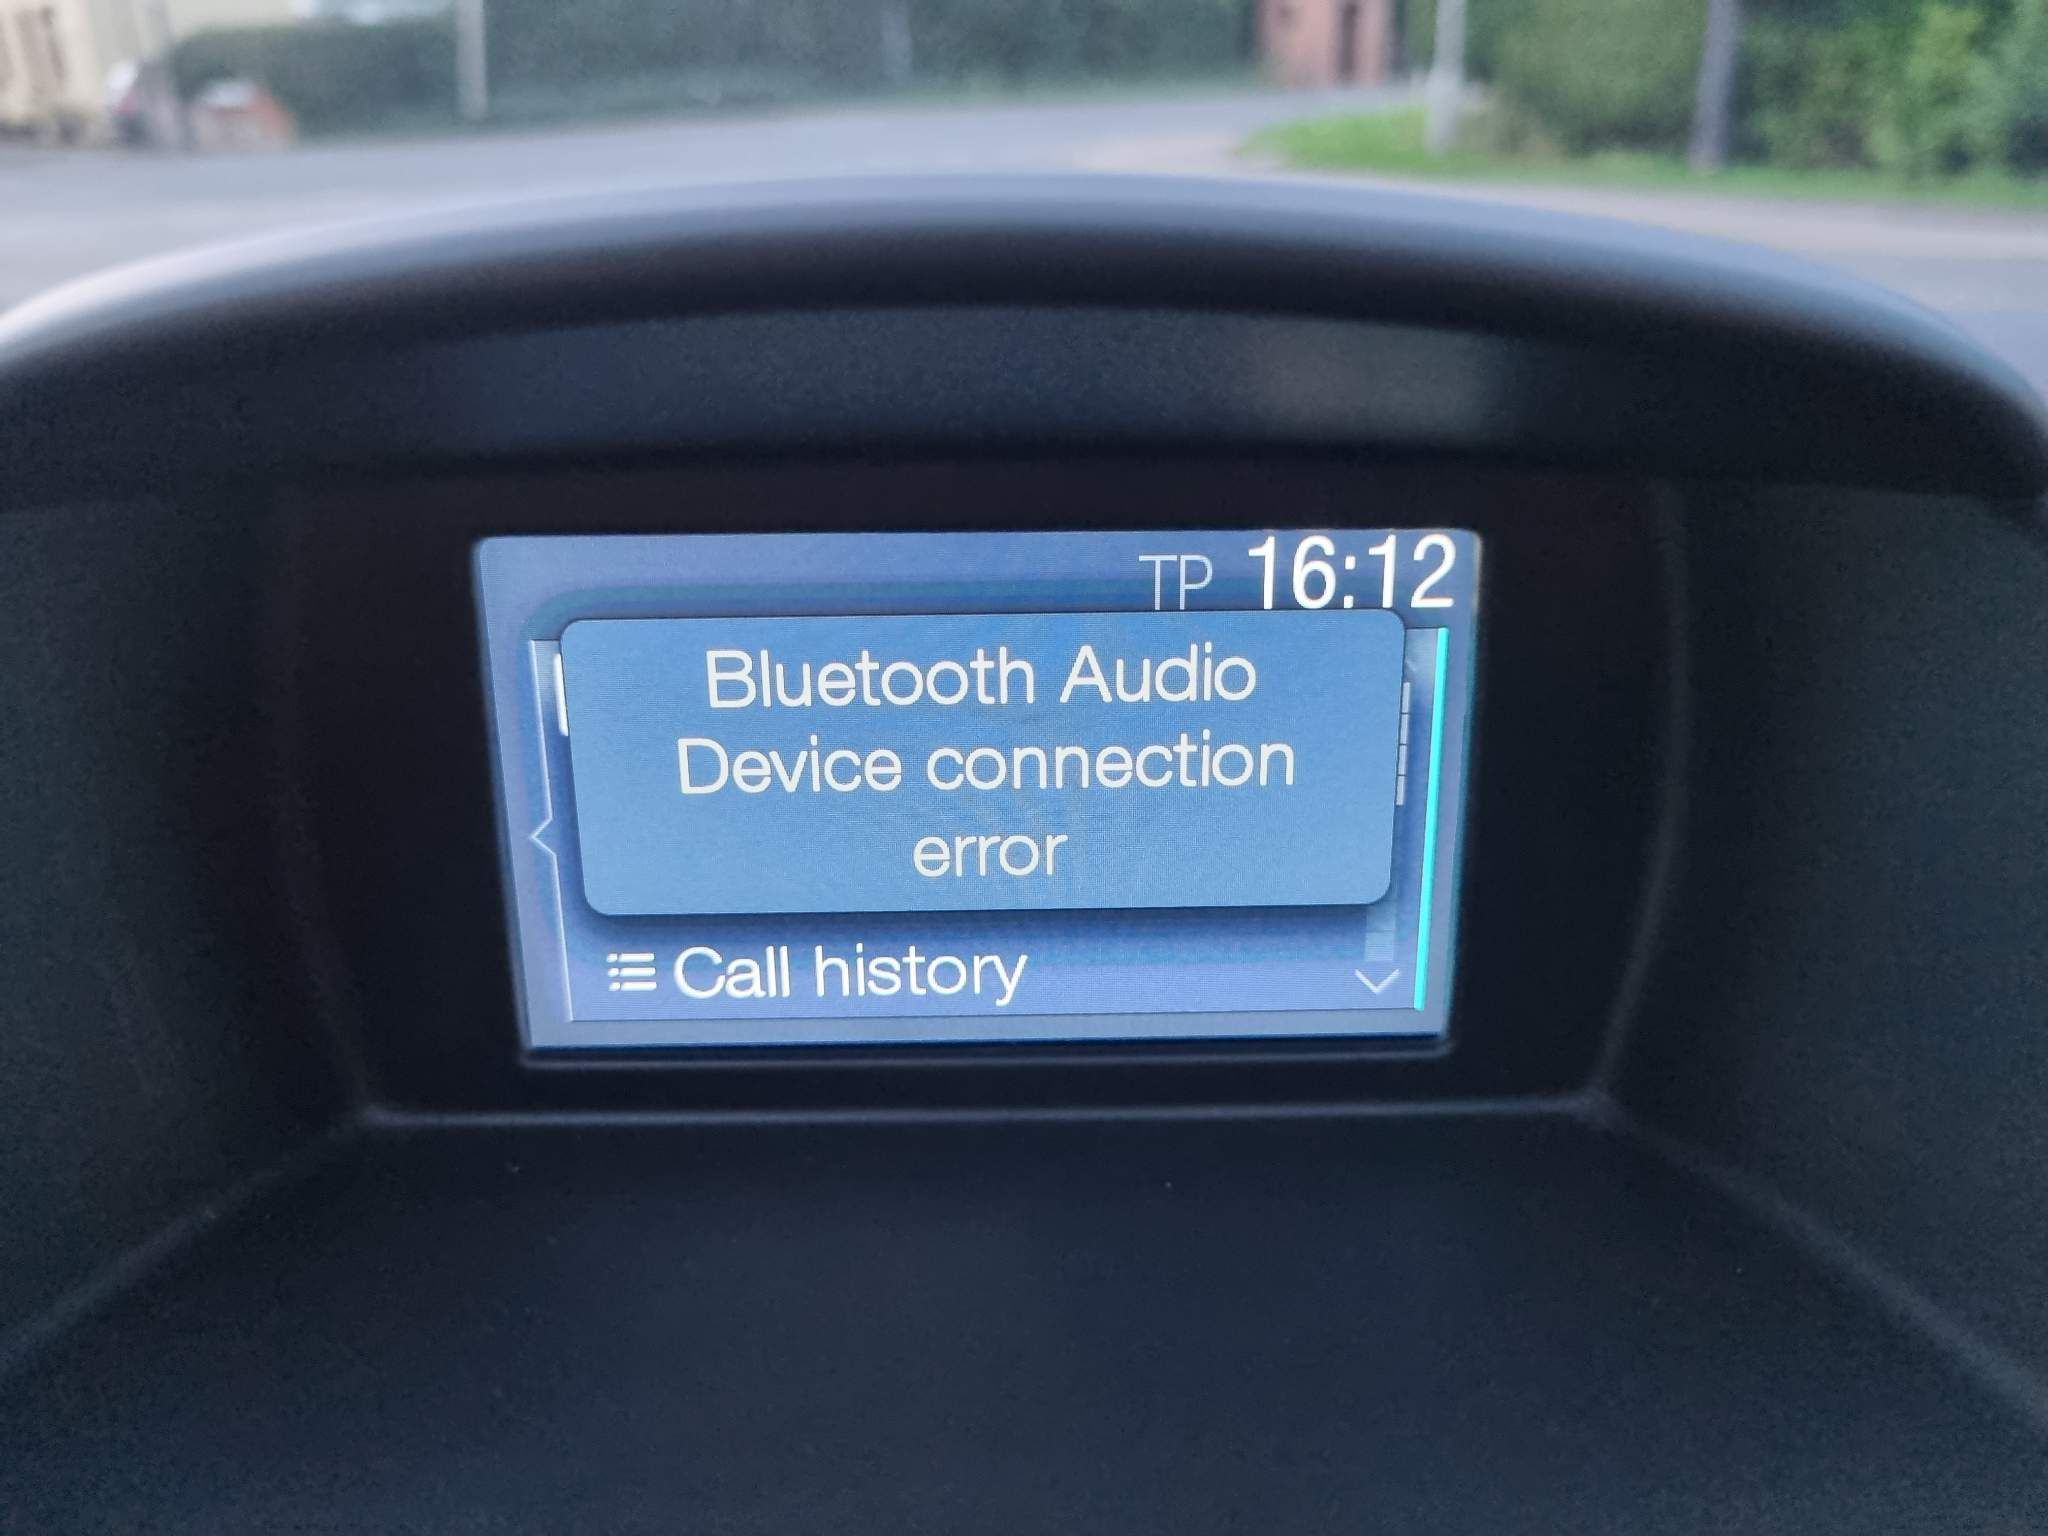 TP 16:12
Bluetooth Audio
Device connection
error
Call history